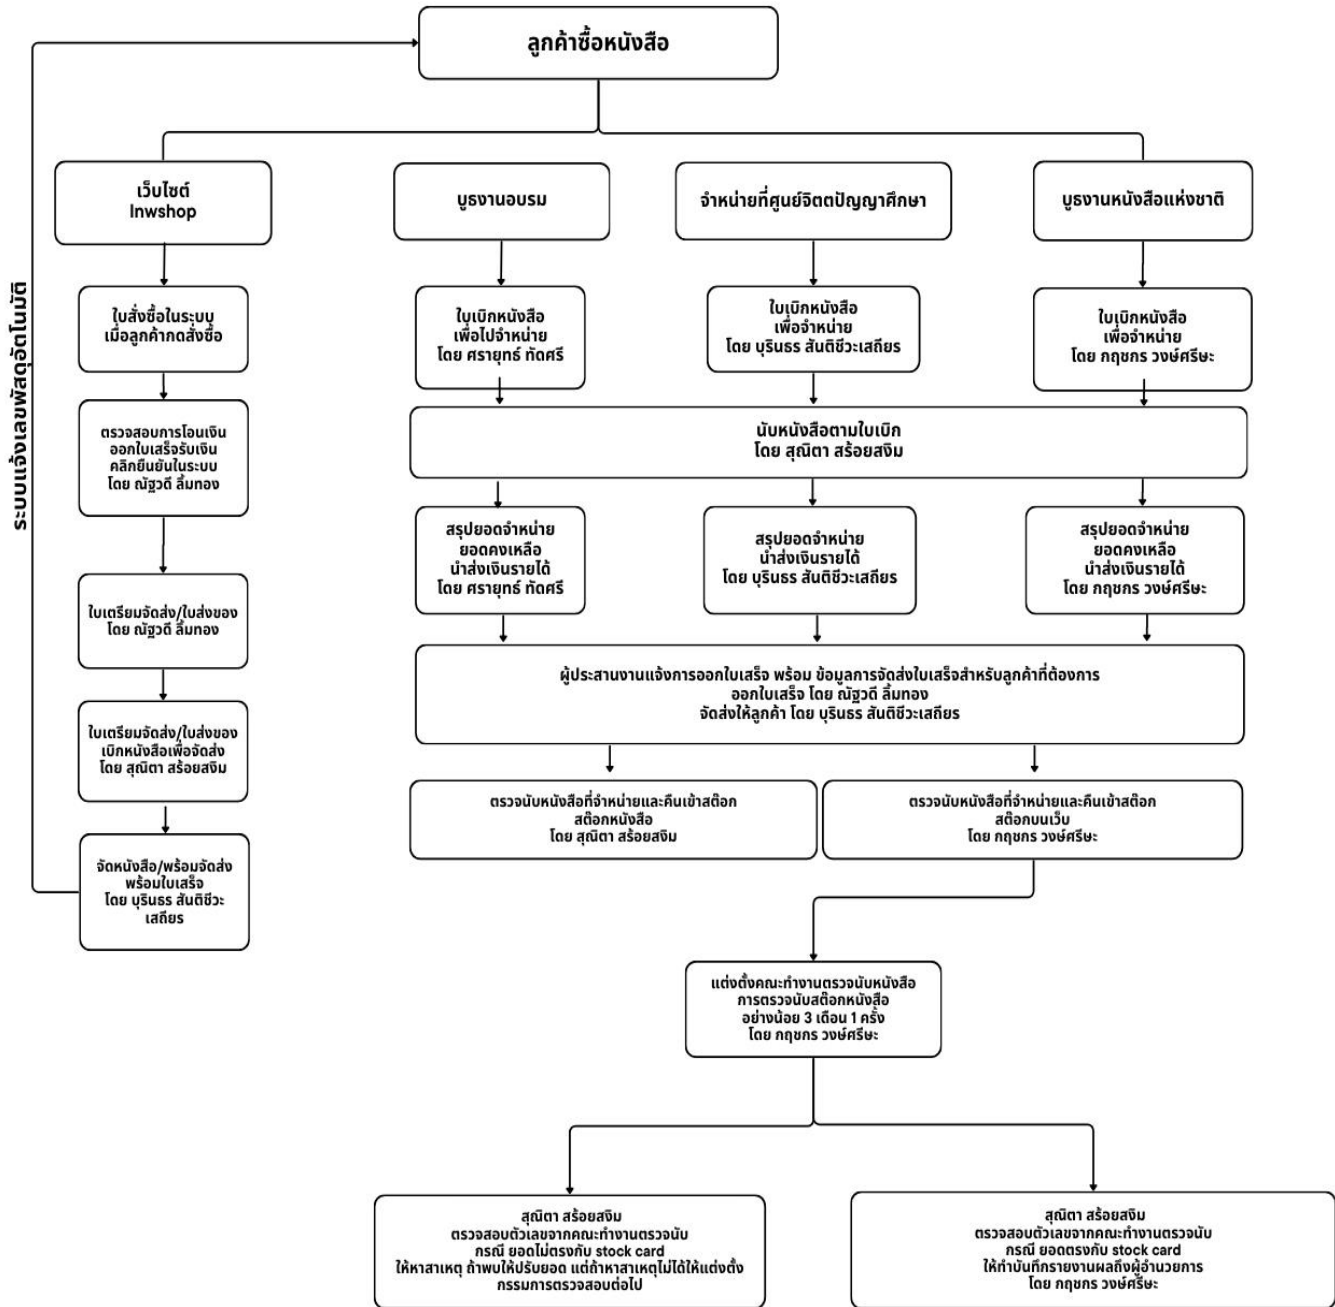 ลูกค้าซื้อหนังสือ
ระบบแจ้งเลขพัสดุอัตโนมัติ
เว็บไซต์
lnwshop
บูธงานอบรม
จำหน่ายที่ศูนย์จิตตปัญญาศึกษา
บูธงานหนังสือแห่งชาติ
ใบสั่งซื้อในระบบ
เมื่อลูกค้ากดสั่งซื้อ
ใบเบิกหนังสือ
เพื่อไปจำหน่าย
โดย ศรายุทธ์ ทัดศรี
ใบเบิกหนังสือ
เพื่อจำหน่าย
โดย บุรินธร สันติชีวะเสถียร
ใบเบิกหนังสือ
เพื่อจำหน่าย
โดย กฤชกร วงษ์ศรีษะ
ตรวจสอบการโอนเงิน
ออกใบเสร็จรับเงิน
คลิกยืนยันในระบบ
โดย ณัฐวดี ลิ้มทอง
นับหนังสือตามใบเบิก
โดย สุณิตา สร้อยสงิม
สรุปยอดจำหน่าย
ยอดคงเหลือ
นำส่งเงินรายได้
โดย ศรายุทธ์ ทัดศรี
สรุปยอดจำหน่าย
นำส่งเงินรายได้
โดย บุรินธร สันติชีวะเสถียร
สรุปยอดจำหน่าย
ยอดคงเหลือ
นำส่งเงินรายได้
โดย กฤชกร วงษ์ศรีษะ
ใบเตรียมจัดส่ง/ใบส่งของ
โดย ณัฐวดี ลิ้มทอง
ผู้ประสานงานแจ้งการออกใบเสร็จ พร้อม ข้อมูลการจัดส่งใบเสร็จสำหรับลูกค้าที่ต้องการ
ออกใบเสร็จ โดย ณัฐวดี ลิ้มทอง
จัดส่งให้ลูกค้า โดย บุรินธร สันติชีวะเสถียร
ใบเตรียมจัดส่ง/ใบส่งของ
เบิกหนังสือเพื่อจัดส่ง
โดย สุณิตา สร้อยสงิม
ตรวจนับหนังสือที่จำหน่ายและคืนเข้าสต๊อก
สต๊อกหนังสือ
โดย สุณิตา สร้อยสงิม
ตรวจนับหนังสือที่จำหน่ายและคืนเข้าสต๊อก
สต๊อกบนเว็บ
โดย กฤชกร วงษ์ศรีษะ
จัดหนังสือ/พร้อมจัดส่ง
พร้อมใบเสร็จ
โดย บุรินธร สันติชีวะ
เสถียร
แต่งตั้งคณะทำงานตรวจนับหนังสือ
การตรวจนับสต๊อกหนังสือ
อย่างน้อย 3 เดือน 1 ครั้ง
โดย กฤชกร วงษ์ศรีษะ
สุณิตา สร้อยสงิม
ตรวจสอบตัวเลขจากคณะทำงานตรวจนับ
กรณี ยอดไม่ตรงกับ stock card
ให้หาสาเหตุ ถ้าพบให้ปรับยอด แต่ถ้าหาสาเหตุไม่ได้ให้แต่งตั้ง
กรรมการตรวจสอบต่อไป
สุณิตา สร้อยสงิม
ตรวจสอบตัวเลขจากคณะทำงานตรวจนับ
กรณี ยอดตรงกับ stock card
ให้ทำบันทึกรายงานผลถึงผู้อำนวยการ
โดย กฤชกร วงษ์ศรีษะ